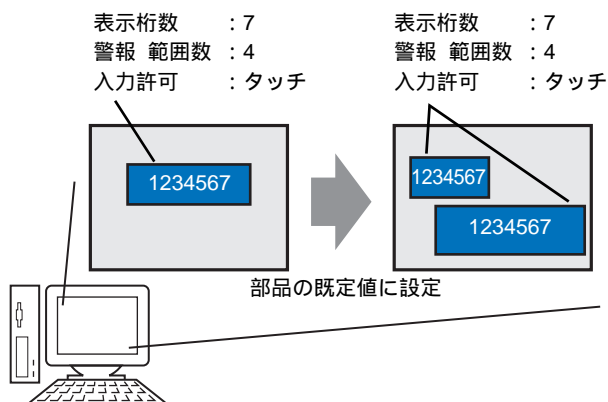 表示桁数　：7
警報 範囲数：4
入力許可　：タッチ
表示桁数　：7
警報 範囲数：4
入力許可　：タッチ
1234567
1234567
1234567
部品の既定値に設定